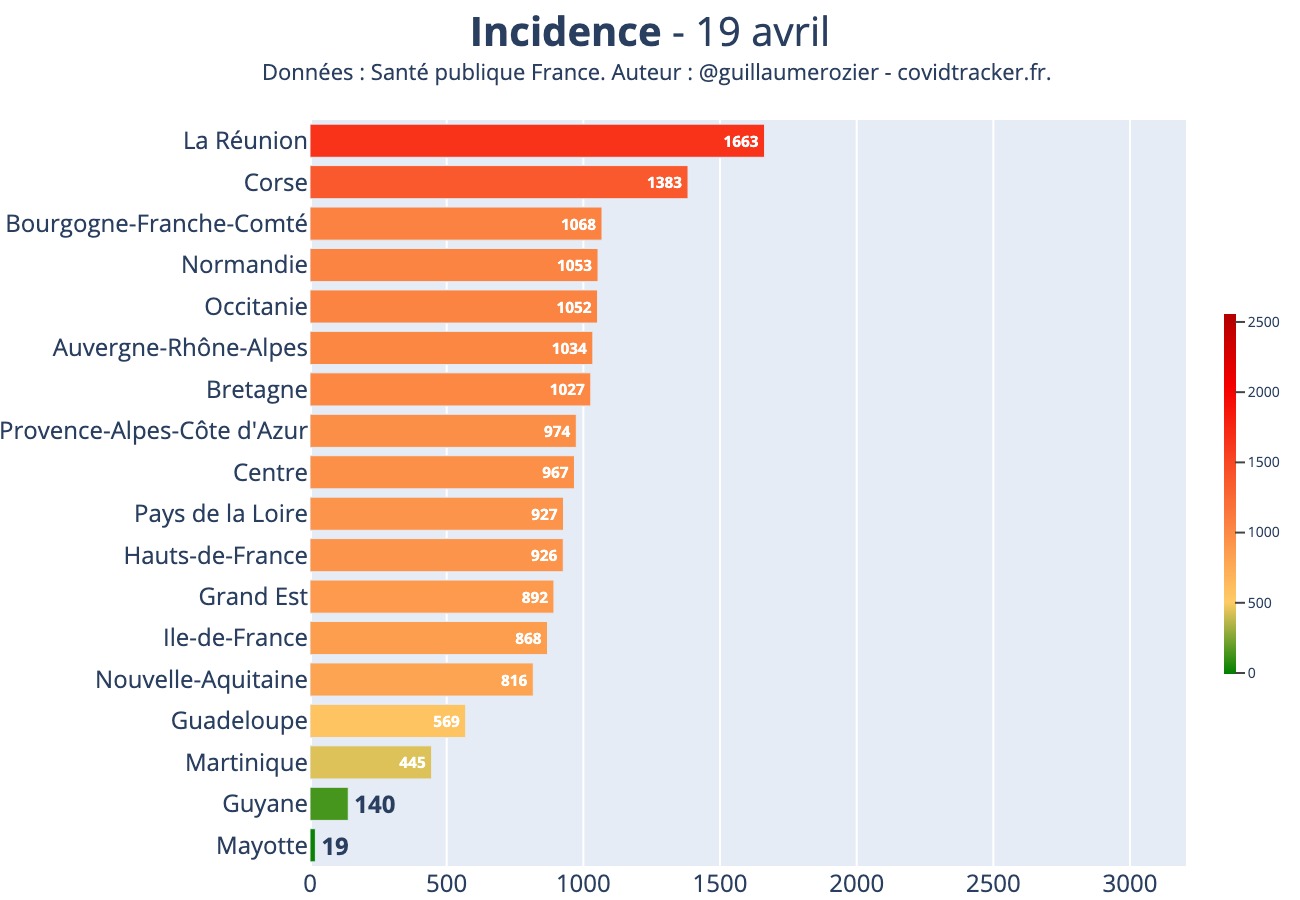 Incidence - 19 avril
Données : Santé publique France. Auteur : @guillaumerozier - covidtracker.fr.
La Réunion 1663
Corse 1383
Bourgogne-Franche-Comté 1068
Normandie 1053
Occitanie 1052
Auvergne-Rhône-Alpes 1034
Bretagne 1027
Provence-Alpes-Côte d'Azur 974
Centre 967
Pays de la Loire 927
Hauts-de-France 926
Grand Est 892
Ile-de-France 868
Nouvelle-Aquitaine 816
Guadeloupe 569
Martinique 445
Guyane 140
Mayotte 19
0 500 1000 1500 2000 2500 3000
2500
2000
1500
1000
500
0